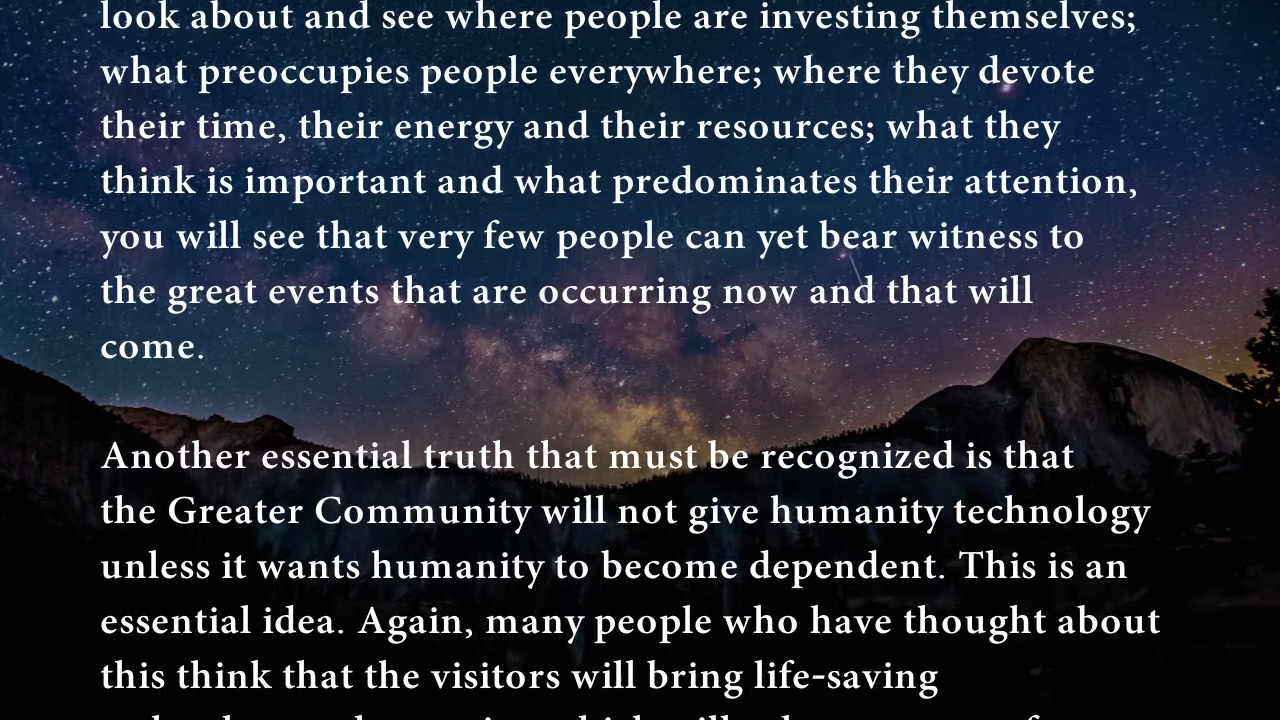 look about and see where people are investing themselves;
what preoccupies people everywhere; where they devote
their time, their energy and their resources; what they
think is important and what predominates their attention,
you will see that very few people can yet bear witness to
the great events that are occurring now and that will
come.
Another essential truth that must be recognized is that
the Greater Community will not give humanity technology
unless it wants humanity to become dependent. This is an
essential idea. Again, many people who have thought about
this think that the visitors will bring life-saving